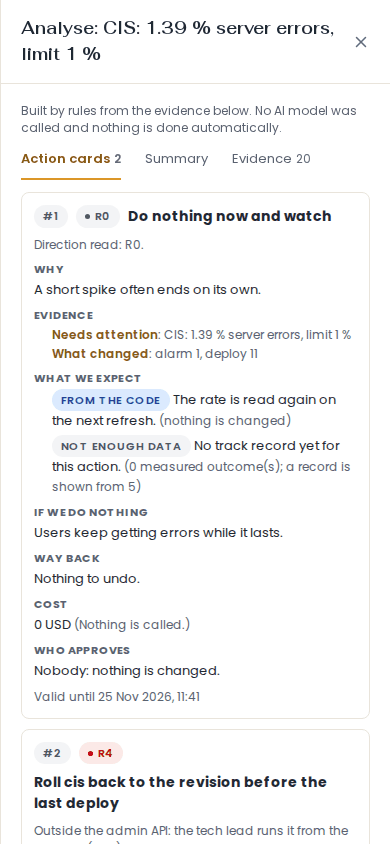 Analyse: CIS: 1.39 % server errors,
limit 1 %
Built by rules from the evidence below. No AI model was
called and nothing is done automatically.
Action cards 2 Summary Evidence 20
#1 R0 Do nothing now and watch
Direction read: R0.
WHY
A short spike often ends on its own.
EVIDENCE
Needs attention: CIS: 1.39 % server errors, limit 1 %
What changed: alarm 1, deploy 11
WHAT WE EXPECT
FROM THE CODE The rate is read again on
the next refresh. (nothing is changed)
NOT ENOUGH DATA No track record yet for
this action. (0 measured outcome(s); a record is
shown from 5)
IF WE DO NOTHING
Users keep getting errors while it lasts.
WAY BACK
Nothing to undo.
COST
0 USD (Nothing is called.)
WHO APPROVES
Nobody: nothing is changed.
Valid until 25 Nov 2026, 11:41
#2 R4
Roll cis back to the revision before the
last deploy
Outside the admin API: the tech lead runs it from the